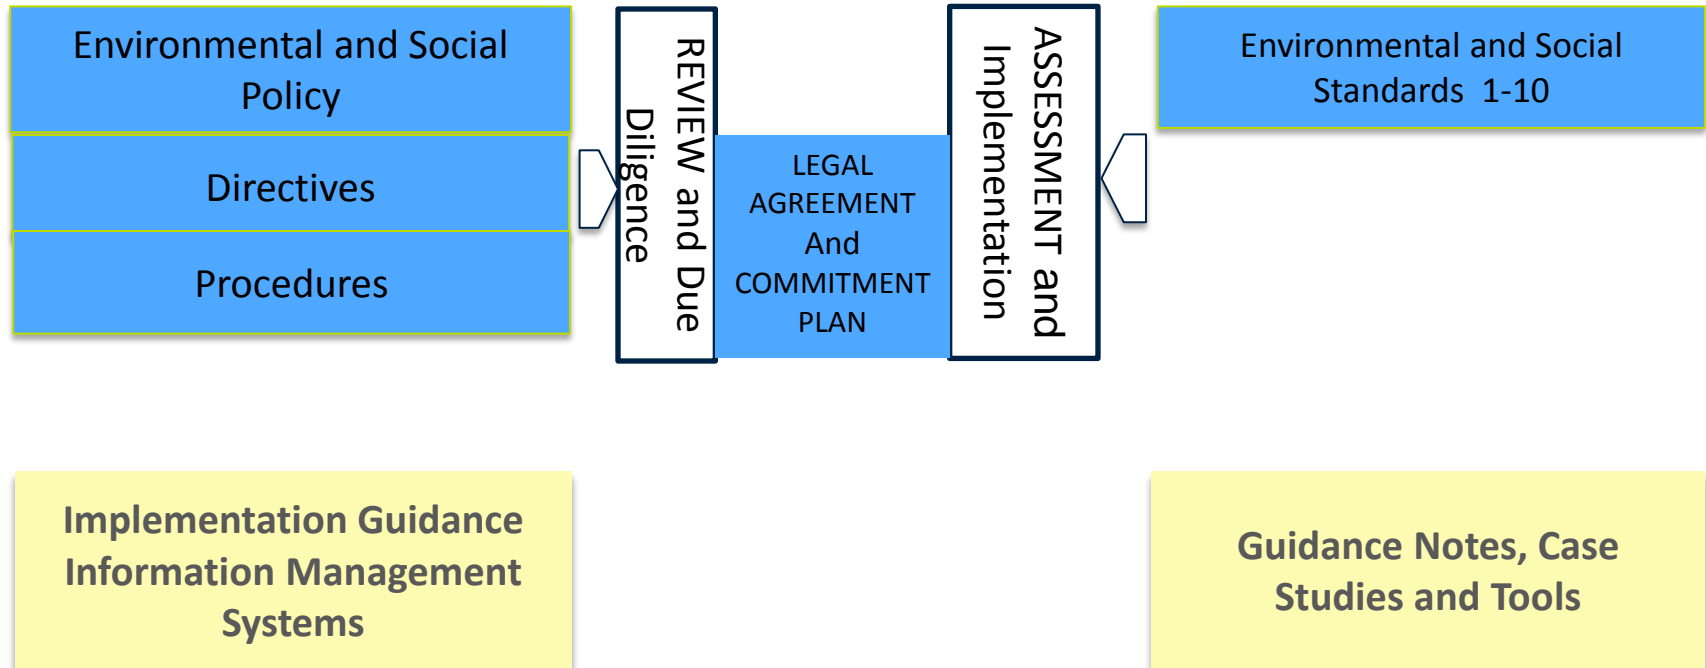 Environmental and Social
Policy
Directives
Procedures
REVIEW and Due
Diligence
LEGAL
AGREEMENT
And
COMMITMENT
PLAN
ASSESSMENT and
Implementation
Environmental and Social
Standards 1-10
Implementation Guidance
Information Management
Systems
Guidance Notes, Case
Studies and Tools